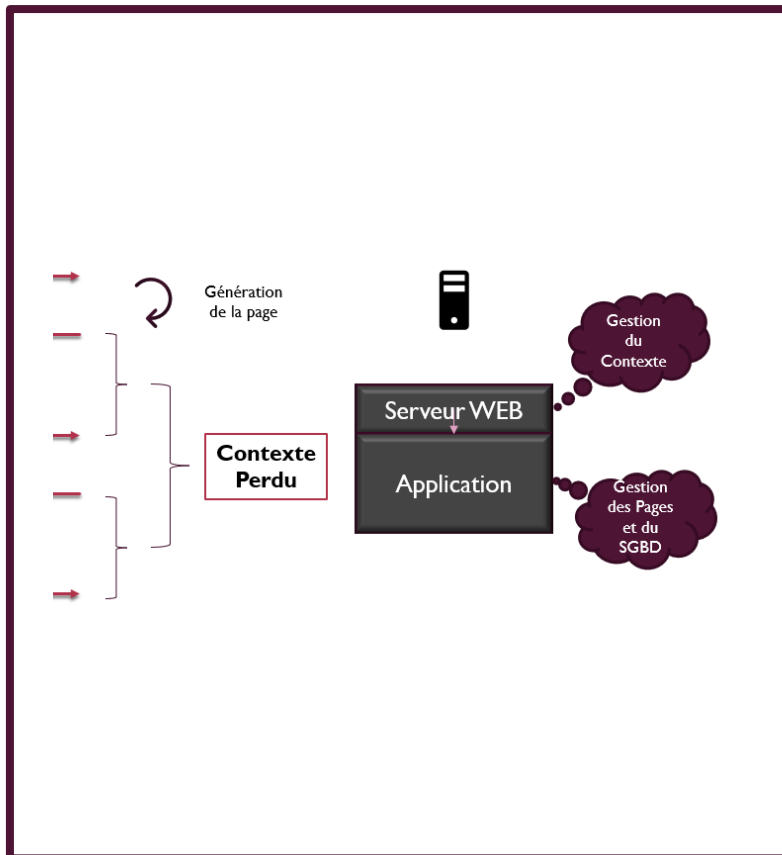 Génération
de la page
Gestion
du
Contexte
Serveur WEB
Contexte
Perdu
Application
Gestion
des Pages
et du
SGBD